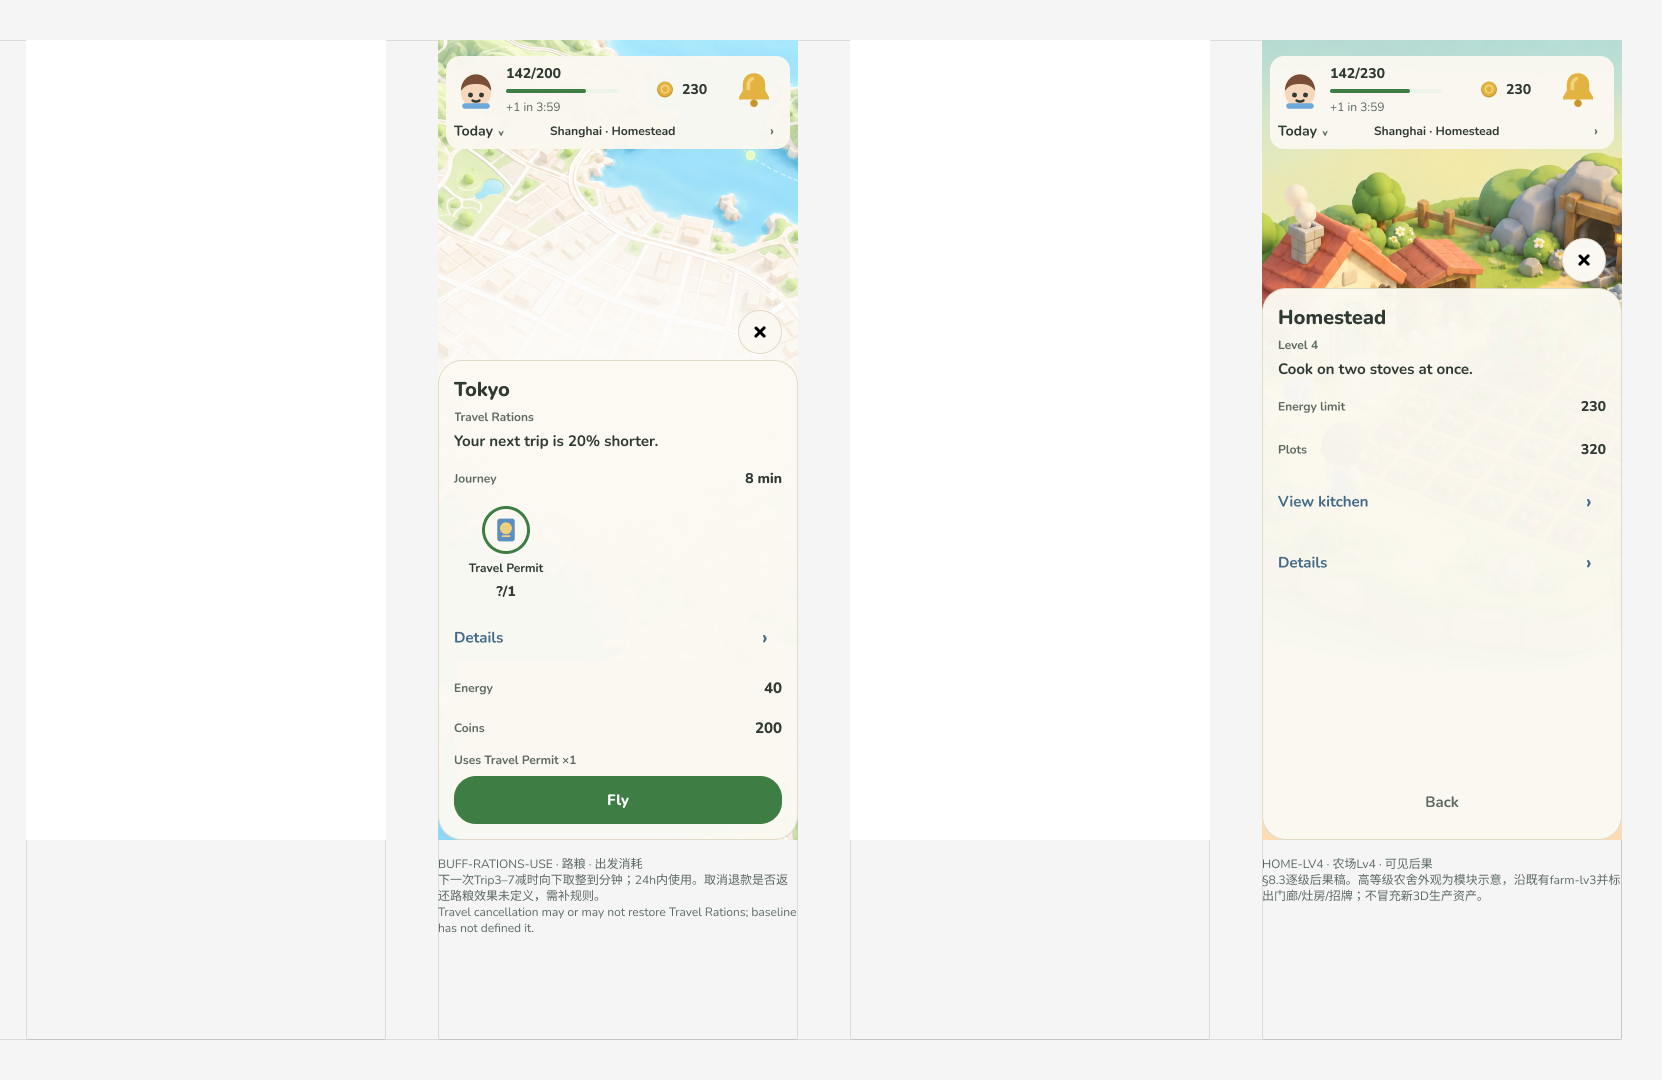 142/200
230
+1 in 3:59
Today
Shanghai · Homestead
Tokyo
Travel Rations
Your next trip is 20% shorter.
Journey
8 min
Travel Permit
?/1
Details
Energy
40
Coins
200
Uses Travel Permit ×1
Fly
BUFF-RATIONS-USE · 路粮 · 出发消耗
下一次Trip3–7减时向下取整到分钟；24h内使用。取消退款是否返
还路粮效果未定义，需补规则。
Travel cancellation may or may not restore Travel Rations; baseline
has not defined it.
142/230
230
+1 in 3:59
Today
Shanghai · Homestead
Homestead
Level 4
Cook on two stoves at once.
Energy limit
230
Plots
320
View kitchen
Details
Back
HOME-LV4 · 农场Lv4 · 可见后果
§8.3逐级后果稿。高等级农舍外观为模块示意，沿既有farm-lv3并标
出门廊/灶房/招牌；不冒充新3D生产资产。